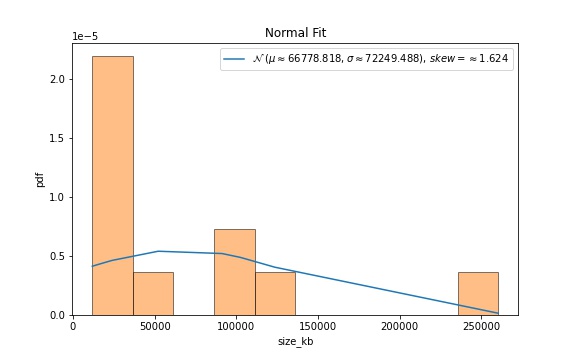 Normal Fit
1e−5
𝒩 (μ ≈ 66778.818, σ ≈ 72249.488), skew = ≈ 1.624
2.0
1.5
1.0
0.5
0.0
pdf
0 50000 100000 150000 200000 250000
size_kb